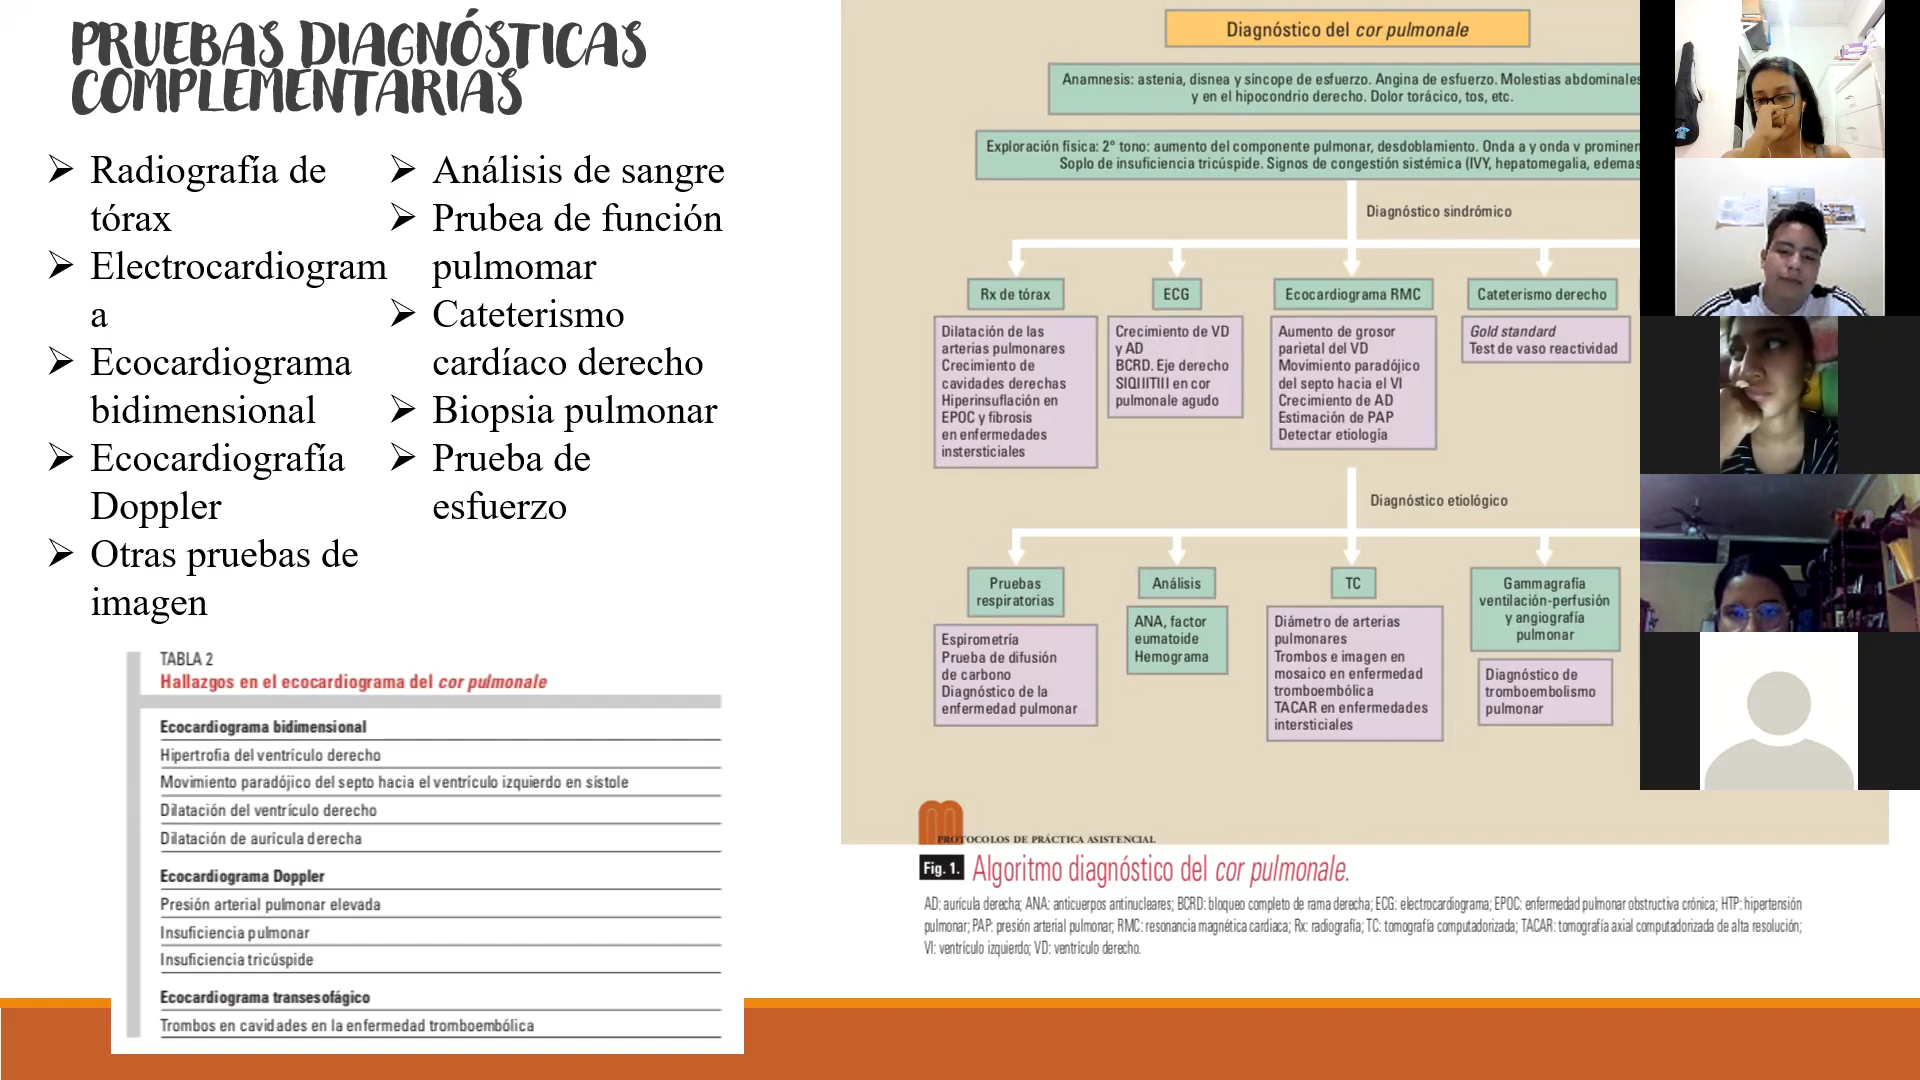 PRUEBAS DIAGNÓSTICAS
COMPLEMENTARIAS
Radiografía de
tórax
Electrocardiogram
a
Ecocardiograma
bidimensional
Ecocardiografía
Doppler
Otras pruebas de
imagen
Análisis de sangre
Prubea de función
pulmomar
Cateterismo
cardíaco derecho
Biopsia pulmonar
Prueba de
esfuerzo
TABLA 2
Hallazgos en el ecocardiograma del cor pulmonale
Ecocardiograma bidimensional
Hipertrofia del ventrículo derecho
Movimiento paradójico del septo hacia el ventrículo izquierdo en sístole
Dilatación del ventrículo derecho
Dilatación de aurícula derecha
Ecocardiograma Doppler
Presión arterial pulmonar elevada
Insuficiencia pulmonar
Insuficiencia tricúspide
Ecocardiograma transesofágico
Trombos en cavidades en la enfermedad tromboembólica
Diagnóstico del cor pulmonale
Anamnesis: astenia, disnea y síncope de esfuerzo. Angina de esfuerzo. Molestias abdominales
y en el hipocondrio derecho. Dolor torácico, tos, etc.
Exploración física: 2º tono: aumento del componente pulmonar, desdoblamiento. Onda a y onda v prominen
Soplo de insuficiencia tricúspide. Signos de congestión sistémica (IVY, hepatomegalia, edemas
Diagnóstico sindrómico
Rx de tórax
Dilatación de las
arterias pulmonares
Crecimiento de
cavidades derechas
Hiperinsuflación en
EPOC y fibrosis
en enfermedades
instersticiales
ECG
Crecimiento de VD
y AD
BCRD. Eje derecho
SIQIIITIII en cor
pulmonale agudo
Ecocardiograma RMC
Aumento de grosor
parietal del VD
Movimiento paradójico
del septo hacia el VI
Crecimiento de AD
Estimación de PAP
Detectar etiología
Cateterismo derecho
Gold standard
Test de vaso reactividad
Diagnóstico etiológico
Pruebas
respiratorias
Espirometría
Prueba de difusión
de carbono
Diagnóstico de la
enfermedad pulmonar
Análisis
ANA, factor
eumatoide
Hemograma
TC
Diámetro de arterias
pulmonares
Trombos e imagen en
mosaico en enfermedad
tromboembólica
TACAR en enfermedades
intersticiales
Gammagrafía
ventilación-perfusión
y angiografía
pulmonar
Diagnóstico de
tromboembolismo
pulmonar
PROTOCOLOS DE PRÁCTICA ASISTENCIAL
Fig. 1. Algoritmo diagnóstico del cor pulmonale.
AD: aurícula derecha; ANA: anticuerpos antinucleares; BCRD: bloqueo completo de rama derecha; ECG: electrocardiograma; EPOC: enfermedad pulmonar obstructiva crónica; HTP: hipertensión
pulmonar; PAP: presión arterial pulmonar; RMC: resonancia magnética cardiaca; Rx: radiografía; TC: tomografía computadorizada; TACAR: tomografía axial computadorizada de alta resolución;
VI: ventrículo izquierdo; VD: ventrículo derecho.